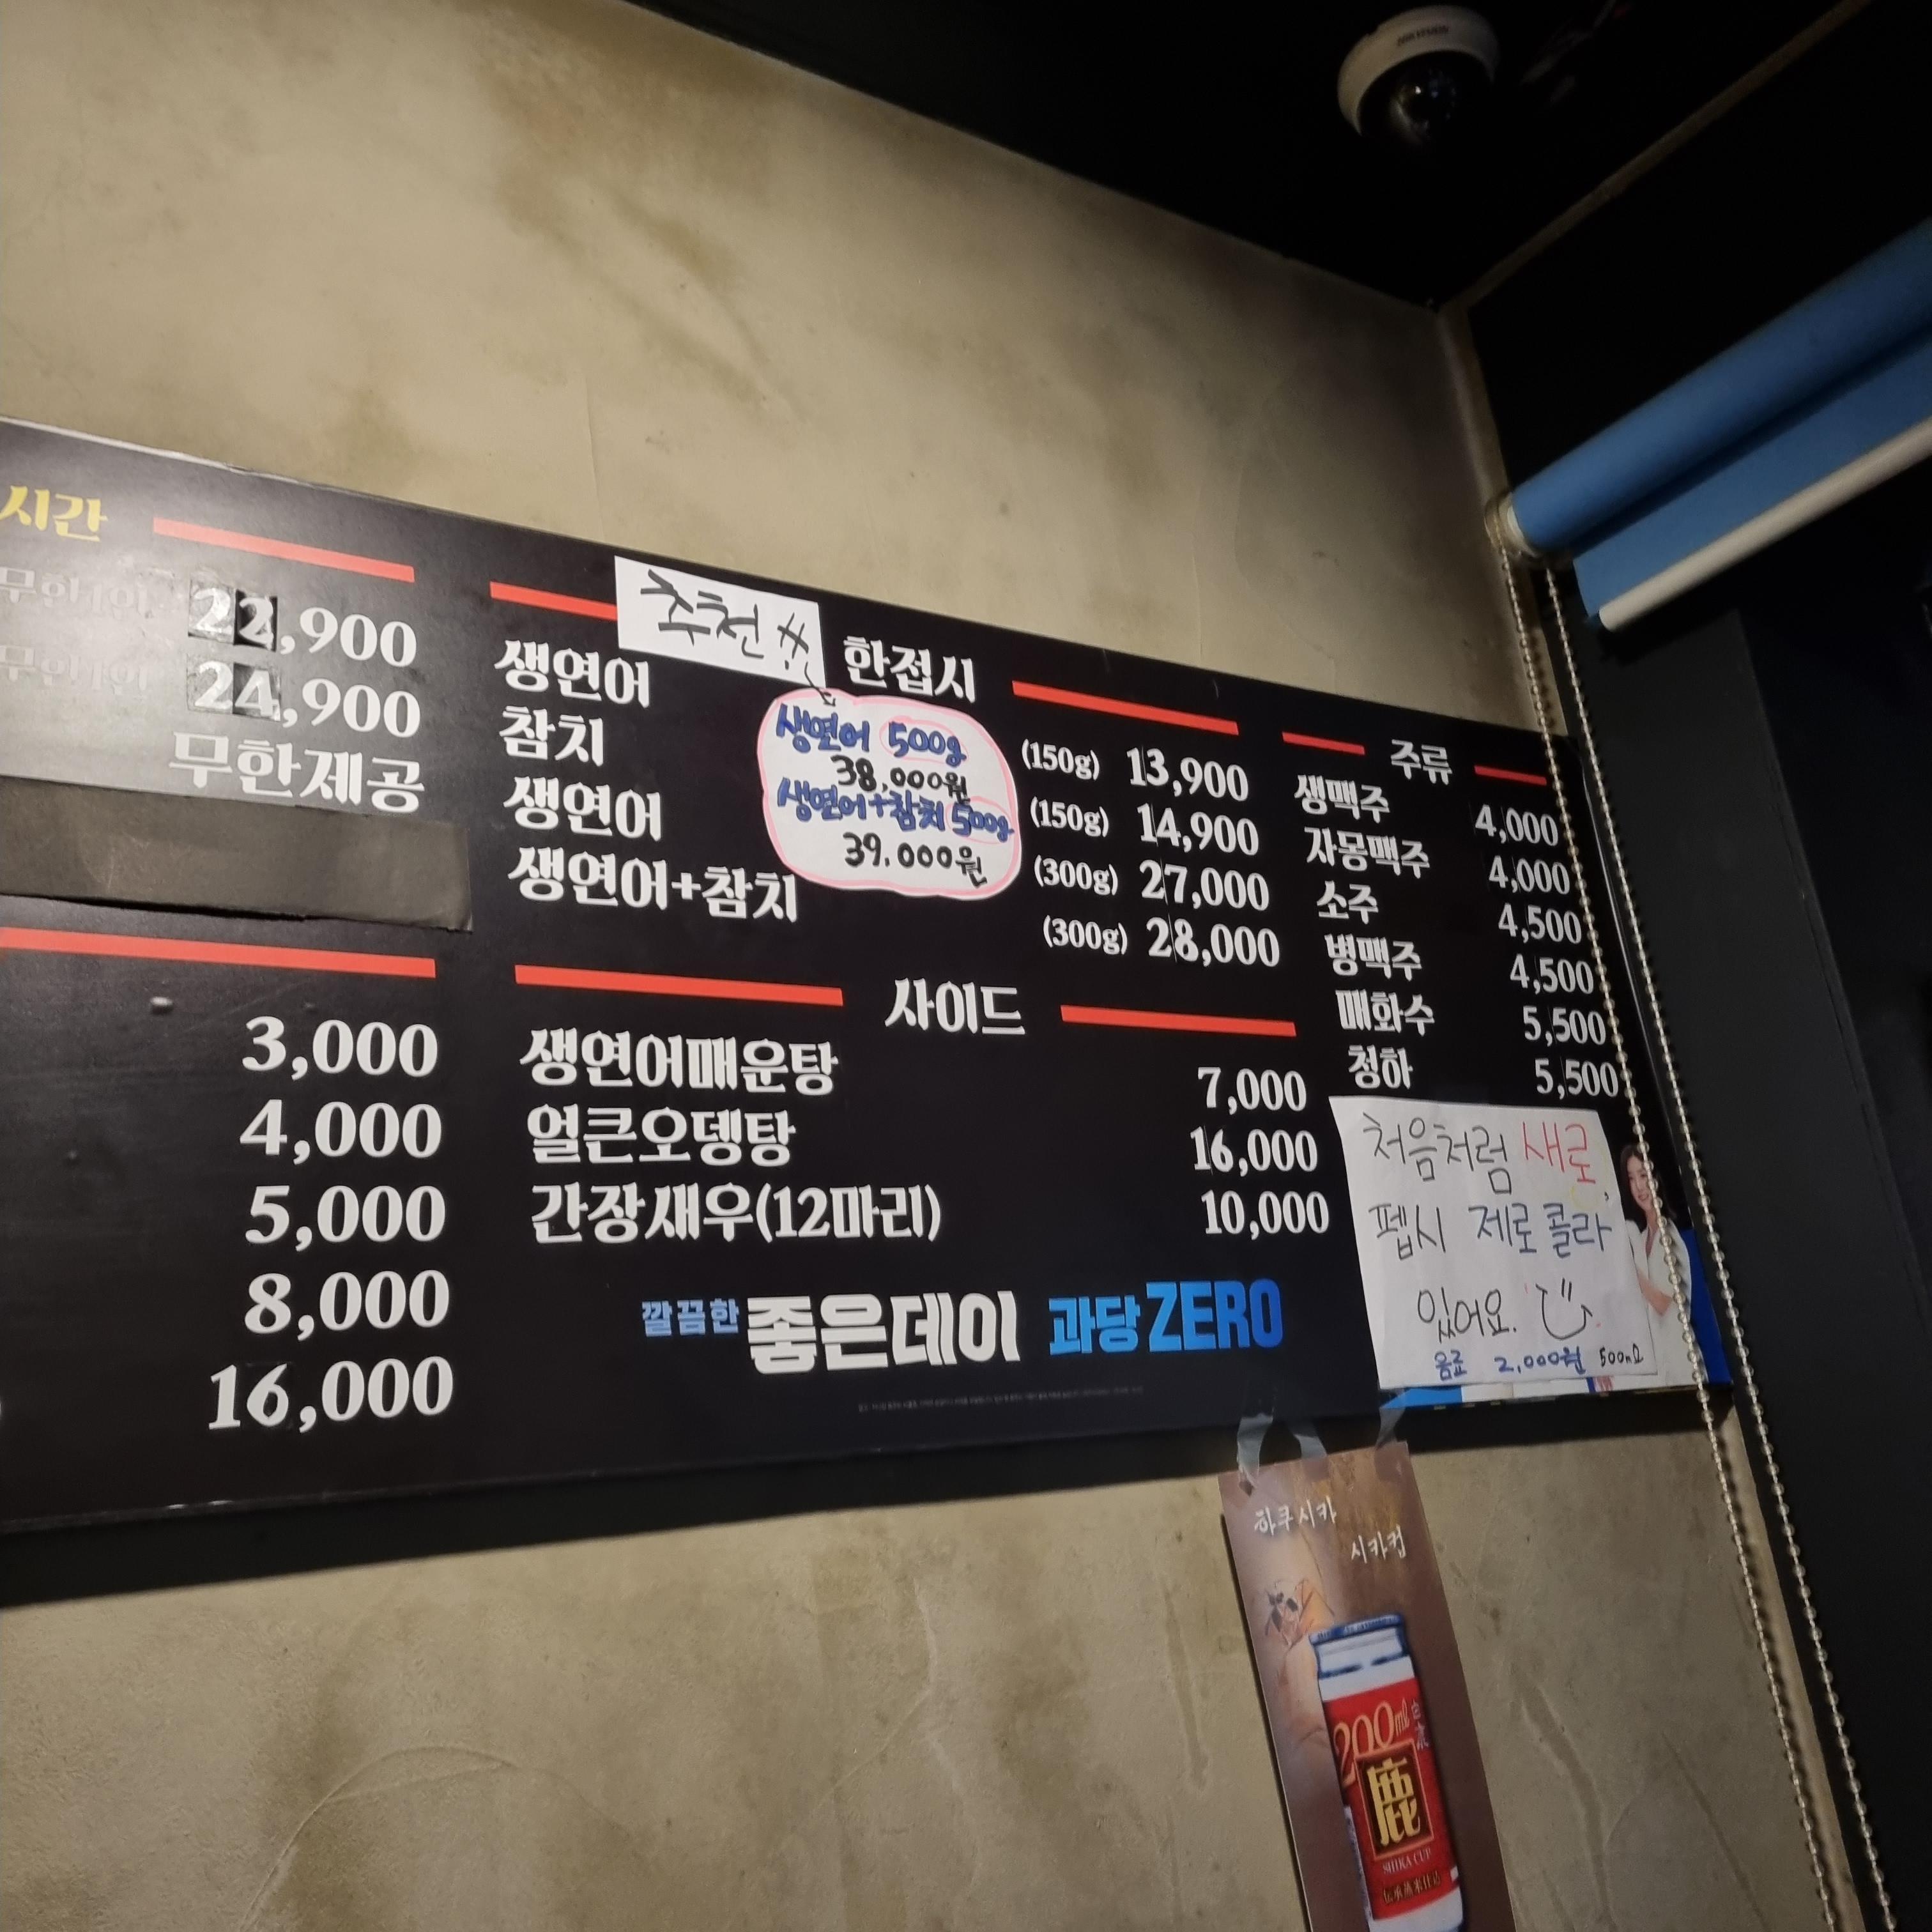 시간
무한1인 22,900
무한1인 24,900
무한제공
3,000
4,000
5,000
8,000
16,000
추천!!
한접시
생연어 (150g) 13,900
참치 (150g) 14,900
생연어 (300g) 27,000
생연어+참치 (300g) 28,000
생연어 500g
38,000원
생연어+참치 500g
39.000원
사이드
생연어매운탕 7,000
얼큰오뎅탕 16,000
간장새우(12마리) 10,000
깔끔한 좋은데이 과당 ZERO
주류
생맥주 4,000
자몽맥주 4,000
소주 4,500
병맥주 4,500
매화수 5,500
청하 5,500
처음처럼 새로,
펩시 제로콜라
있어요.
음료 2,000원 500ml
하쿠시카
시카컵
200ml
鹿
SHIKA CUP